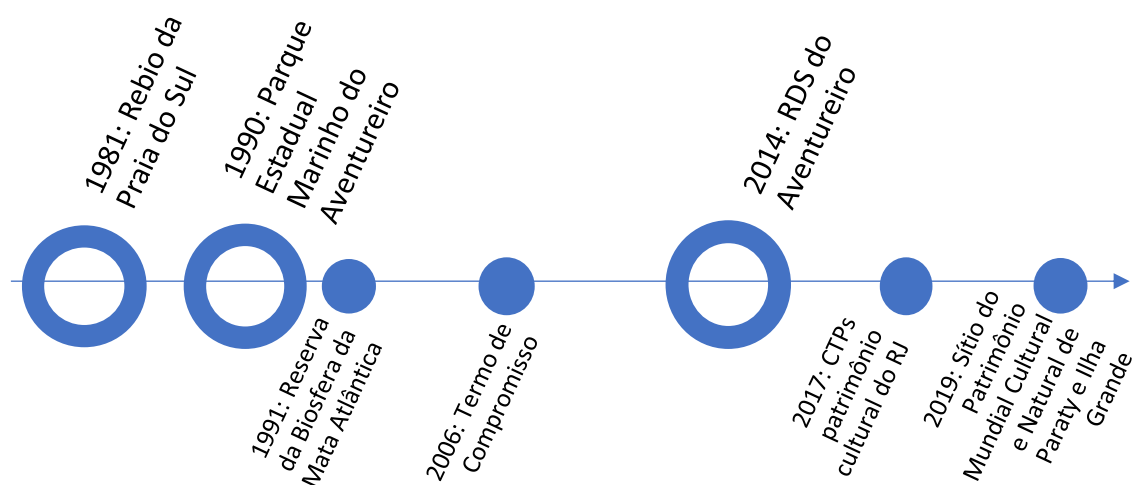 1981: Rebio da
Praia do Sul
1990: Parque
Estadual
Marinho do
Aventureiro
1991: Reserva
da Biosfera da
Mata Atlântica
2006: Termo de
Compromisso
2014: RDS do
Aventureiro
2017: CTPs
patrimônio
cultural do RJ
2019: Sítio do
Patrimônio
Mundial Cultural
e Natural de
Paraty e Ilha
Grande